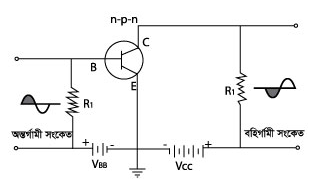 n-p-n
C
B
E
R1
R1
অন্তর্গামী সংকেত
বহির্গামী সংকেত
+
-
-
+
VBB
VCC